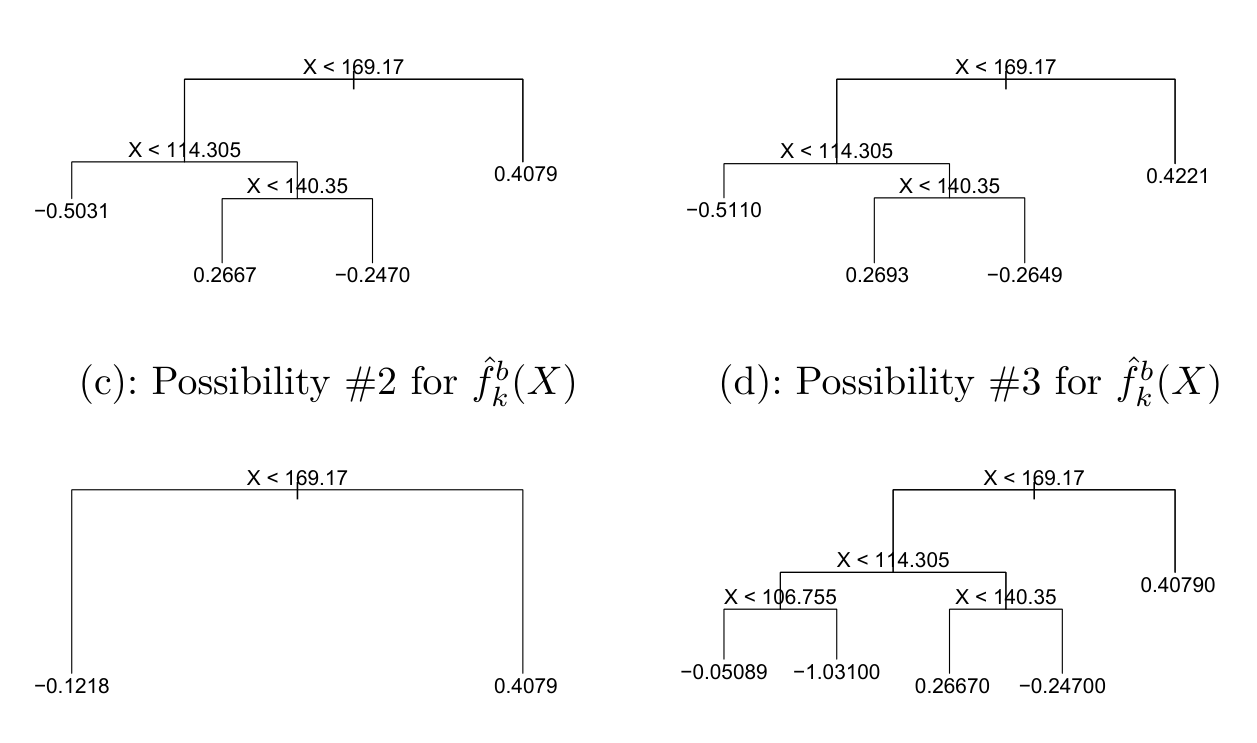 X < 169.17
X < 114.305
0.4079
X < 140.35
−0.5031
0.2667
−0.2470
X < 169.17
X < 114.305
0.4221
X < 140.35
−0.5110
0.2693
−0.2649
(c): Possibility #2 for f̂ᵇₖ(X)
(d): Possibility #3 for f̂ᵇₖ(X)
X < 169.17
−0.1218
0.4079
X < 169.17
X < 114.305
0.40790
X < 106.755
X < 140.35
−0.05089
−1.03100
0.26670
−0.24700